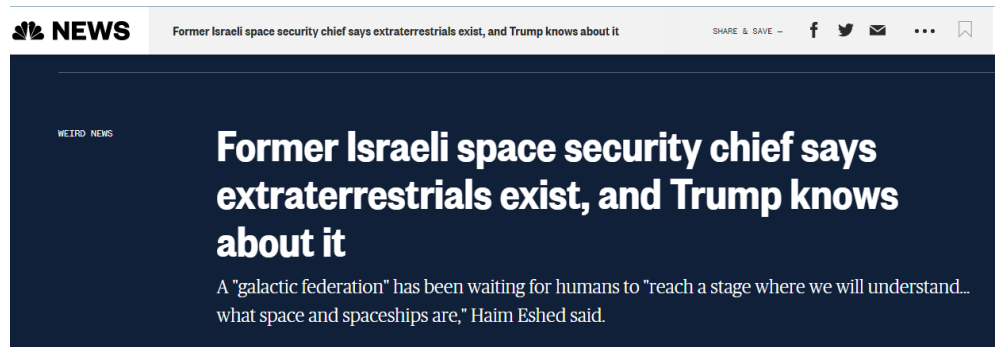 NEWS Former Israeli space security chief says extraterrestrials exist, and Trump knows about it SHARE & SAVE —
WEIRD NEWS
Former Israeli space security chief says
extraterrestrials exist, and Trump knows
about it
A "galactic federation" has been waiting for humans to "reach a stage where we will understand...
what space and spaceships are," Haim Eshed said.